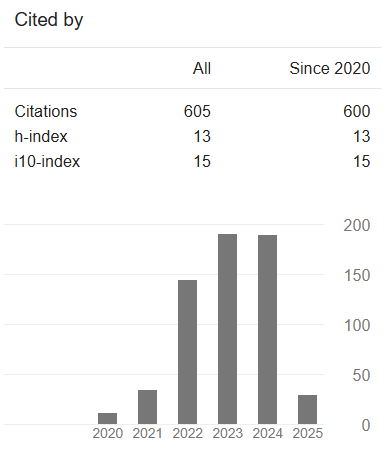 Cited by
All Since 2020
Citations 605 600
h-index 13 13
i10-index 15 15
200
150
100
50
0
2020 2021 2022 2023 2024 2025